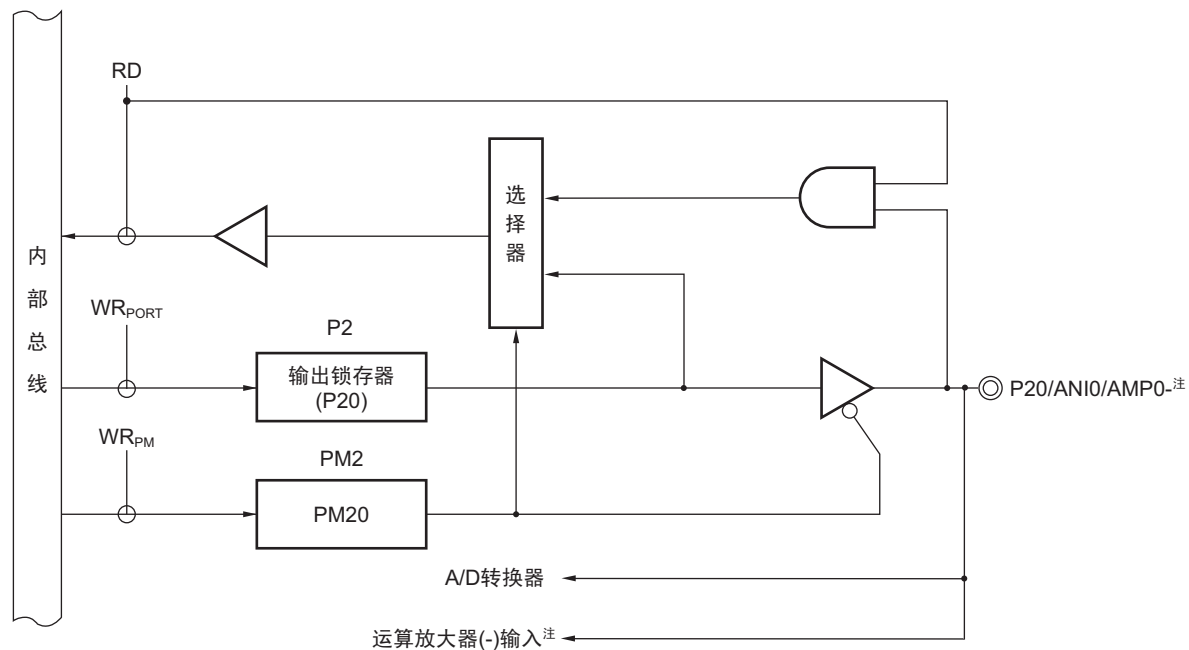 RD
选择器
内部总线
WRPORT
P2
输出锁存器
(P20)
P20/ANI0/AMP0-注
WRPM
PM2
PM20
A/D转换器
运算放大器(-)输入注